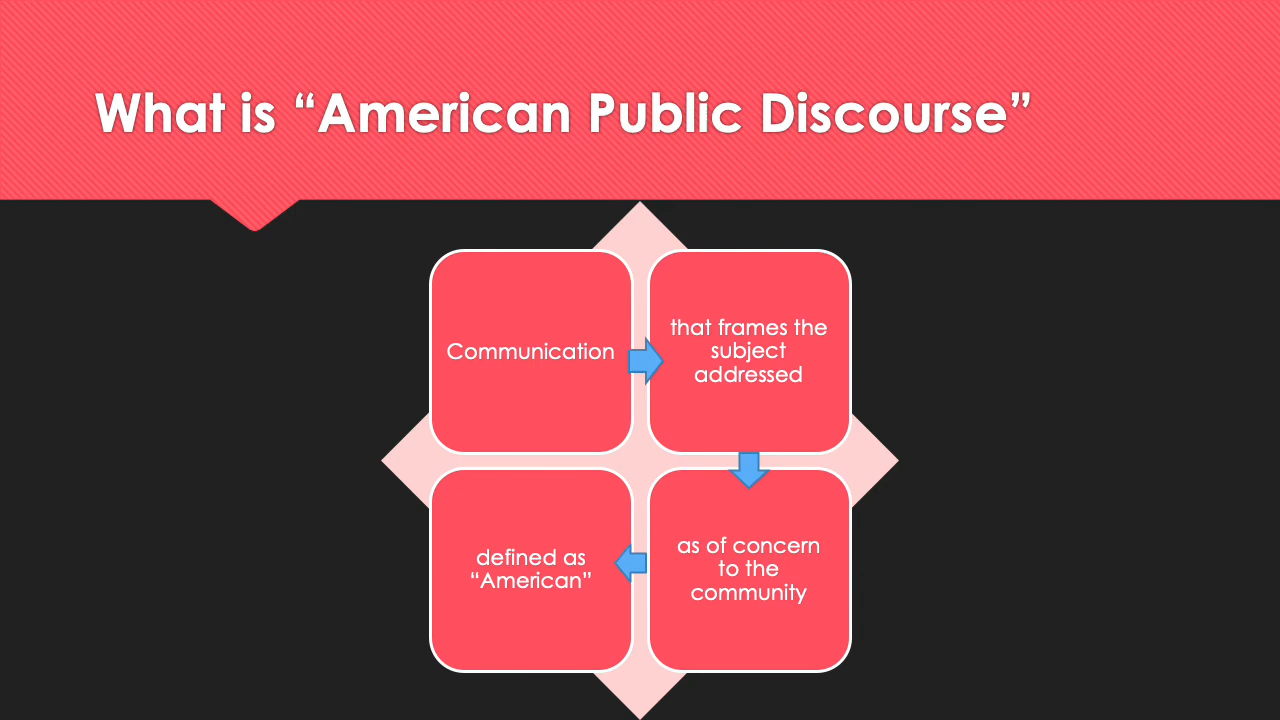 What is “American Public Discourse”
Communication
that frames the
subject
addressed
as of concern
to the
community
defined as
“American”